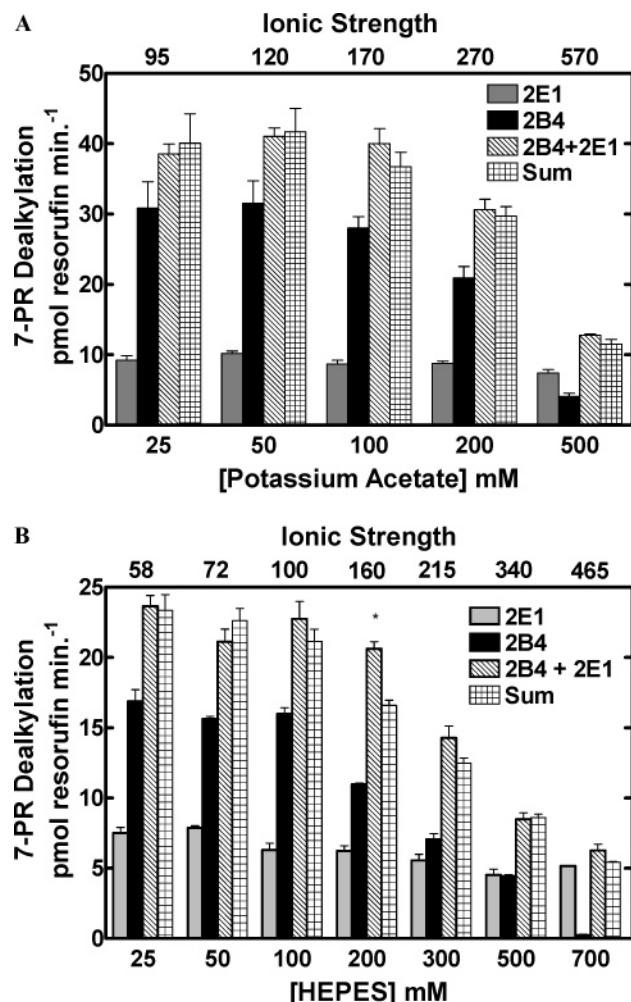 A
Ionic Strength
95 120 170 270 570
50
40
30
20
10
0
7-PR Dealkylation
pmol resorufin min.-1
2E1
2B4
2B4+2E1
Sum
25 50 100 200 500
[Potassium Acetate] mM
B
Ionic Strength
58 72 100 160 215 340 465
25
20
15
10
5
0
7-PR Dealkylation
pmol resorufin min.-1
*
2E1
2B4
2B4 + 2E1
Sum
25 50 100 200 300 500 700
[HEPES] mM